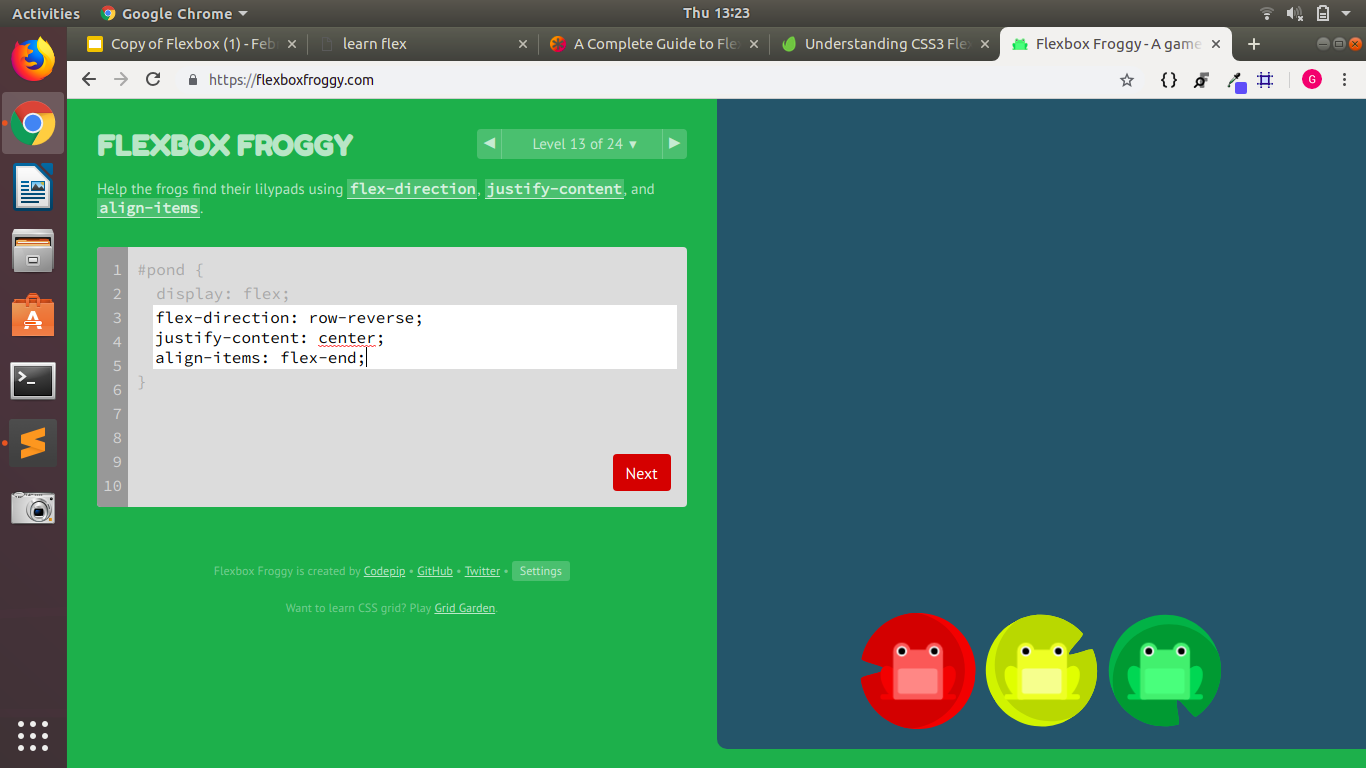 Activities Google Chrome Thu 13:23
Copy of Flexbox (1) - Feb learn flex A Complete Guide to Fle Understanding CSS3 Fle Flexbox Froggy - A game
https://flexboxfroggy.com G
FLEXBOX FROGGY
Level 13 of 24 ▾
Help the frogs find their lilypads using flex-direction, justify-content, and
align-items.
1 #pond {
2 display: flex;
3 flex-direction: row-reverse;
4 justify-content: center;
5 align-items: flex-end;
6 }
7
8
9
10
Next
Flexbox Froggy is created by Codepip • GitHub • Twitter • Settings
Want to learn CSS grid? Play Grid Garden.